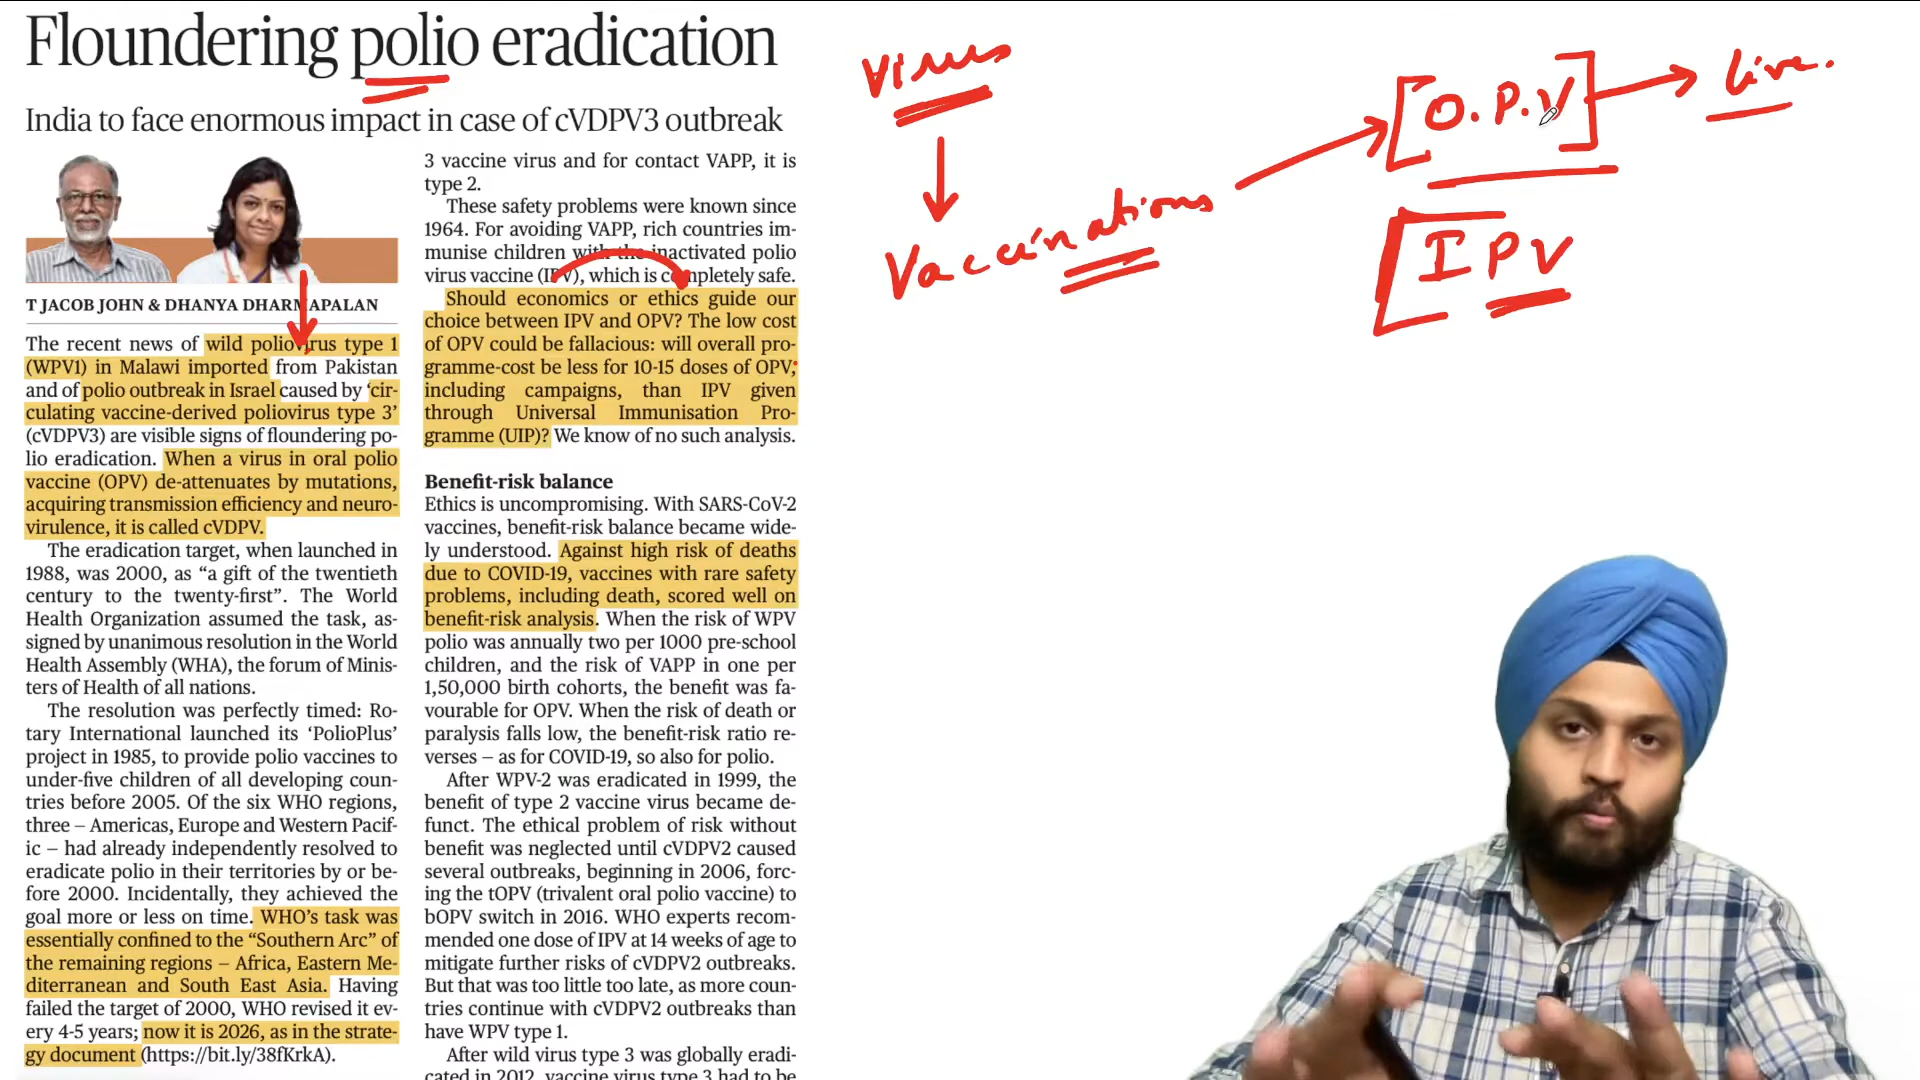 Floundering polio eradication
India to face enormous impact in case of cVDPV3 outbreak
T JACOB JOHN & DHANYA DHARMAPALAN
The recent news of wild poliovirus type 1
(WPV1) in Malawi imported from Pakistan
and of polio outbreak in Israel caused by ‘cir-
culating vaccine-derived poliovirus type 3’
(cVDPV3) are visible signs of floundering po-
lio eradication. When a virus in oral polio
vaccine (OPV) de-attenuates by mutations,
acquiring transmission efficiency and neuro-
virulence, it is called cVDPV.
The eradication target, when launched in
1988, was 2000, as “a gift of the twentieth
century to the twenty-first”. The World
Health Organization assumed the task, as-
signed by unanimous resolution in the World
Health Assembly (WHA), the forum of Minis-
ters of Health of all nations.
The resolution was perfectly timed: Ro-
tary International launched its ‘PolioPlus’
project in 1985, to provide polio vaccines to
under-five children of all developing coun-
tries before 2005. Of the six WHO regions,
three – Americas, Europe and Western Pacif-
ic – had already independently resolved to
eradicate polio in their territories by or be-
fore 2000. Incidentally, they achieved the
goal more or less on time. WHO’s task was
essentially confined to the “Southern Arc” of
the remaining regions – Africa, Eastern Me-
diterranean and South East Asia. Having
failed the target of 2000, WHO revised it ev-
ery 4-5 years; now it is 2026, as in the strate-
gy document (https://bit.ly/38fKrkA).
3 vaccine virus and for contact VAPP, it is
type 2.
These safety problems were known since
1964. For avoiding VAPP, rich countries im-
munise children with the inactivated polio
virus vaccine (IPV), which is completely safe.
Should economics or ethics guide our
choice between IPV and OPV? The low cost
of OPV could be fallacious: will overall pro-
gramme-cost be less for 10-15 doses of OPV,
including campaigns, than IPV given
through Universal Immunisation Pro-
gramme (UIP)? We know of no such analysis.
Benefit-risk balance
Ethics is uncompromising. With SARS-CoV-2
vaccines, benefit-risk balance became wide-
ly understood. Against high risk of deaths
due to COVID-19, vaccines with rare safety
problems, including death, scored well on
benefit-risk analysis. When the risk of WPV
polio was annually two per 1000 pre-school
children, and the risk of VAPP in one per
1,50,000 birth cohorts, the benefit was fa-
vourable for OPV. When the risk of death or
paralysis falls low, the benefit-risk ratio re-
verses – as for COVID-19, so also for polio.
After WPV-2 was eradicated in 1999, the
benefit of type 2 vaccine virus became de-
funct. The ethical problem of risk without
benefit was neglected until cVDPV2 caused
several outbreaks, beginning in 2006, forc-
ing the tOPV (trivalent oral polio vaccine) to
bOPV switch in 2016. WHO experts recom-
mended one dose of IPV at 14 weeks of age to
mitigate further risks of cVDPV2 outbreaks.
But that was too little too late, as more coun-
tries continue with cVDPV2 outbreaks than
have WPV type 1.
After wild virus type 3 was globally eradi-
cated in 2012, vaccine virus type 3 had to be
Virus
Vaccinations
O.P.V
live.
IPV